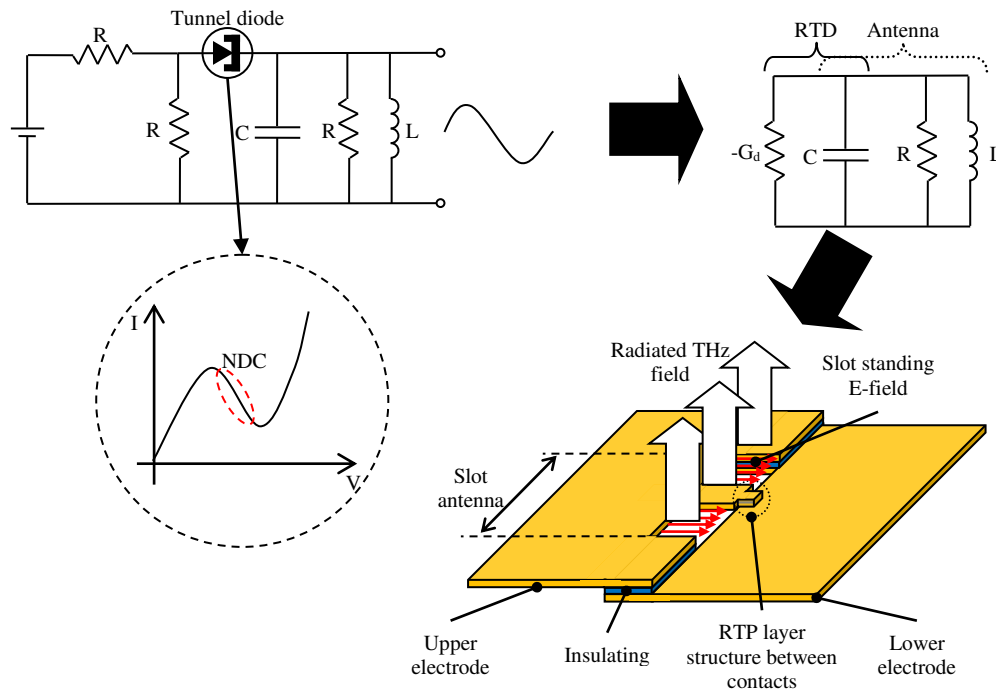 Tunnel diode
R
R
C
R
L
RTD
Antenna
-Gd
C
R
L
I
NDC
V
Radiated THz
field
Slot standing
E-field
Slot
antenna
Upper
electrode
Insulating
RTP layer
structure between
contacts
Lower
electrode